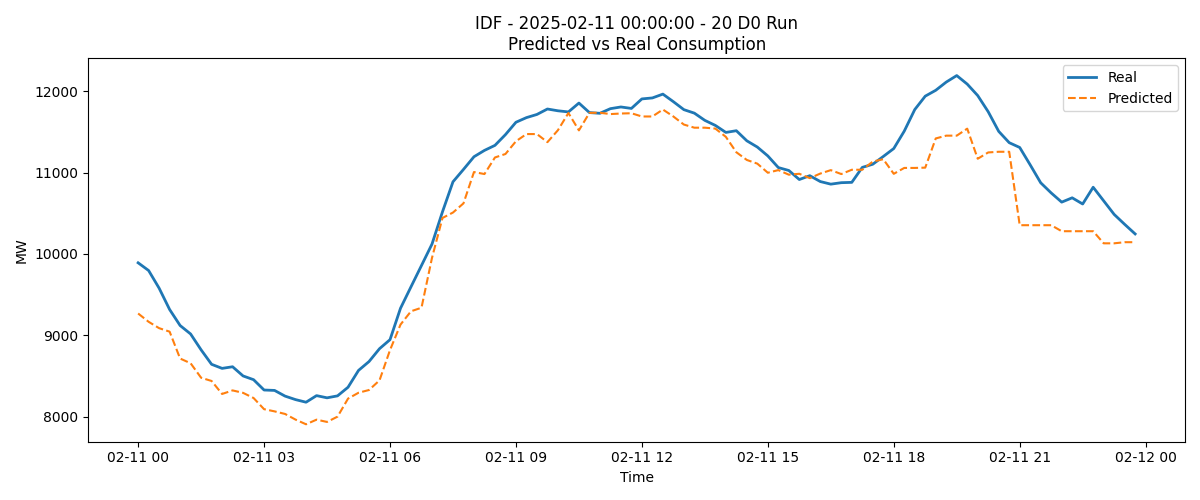 IDF - 2025-02-11 00:00:00 - 20 D0 Run
Predicted vs Real Consumption
Real
Predicted
12000
11000
10000
9000
8000
MW
02-11 00
02-11 03
02-11 06
02-11 09
02-11 12
02-11 15
02-11 18
02-11 21
02-12 00
Time